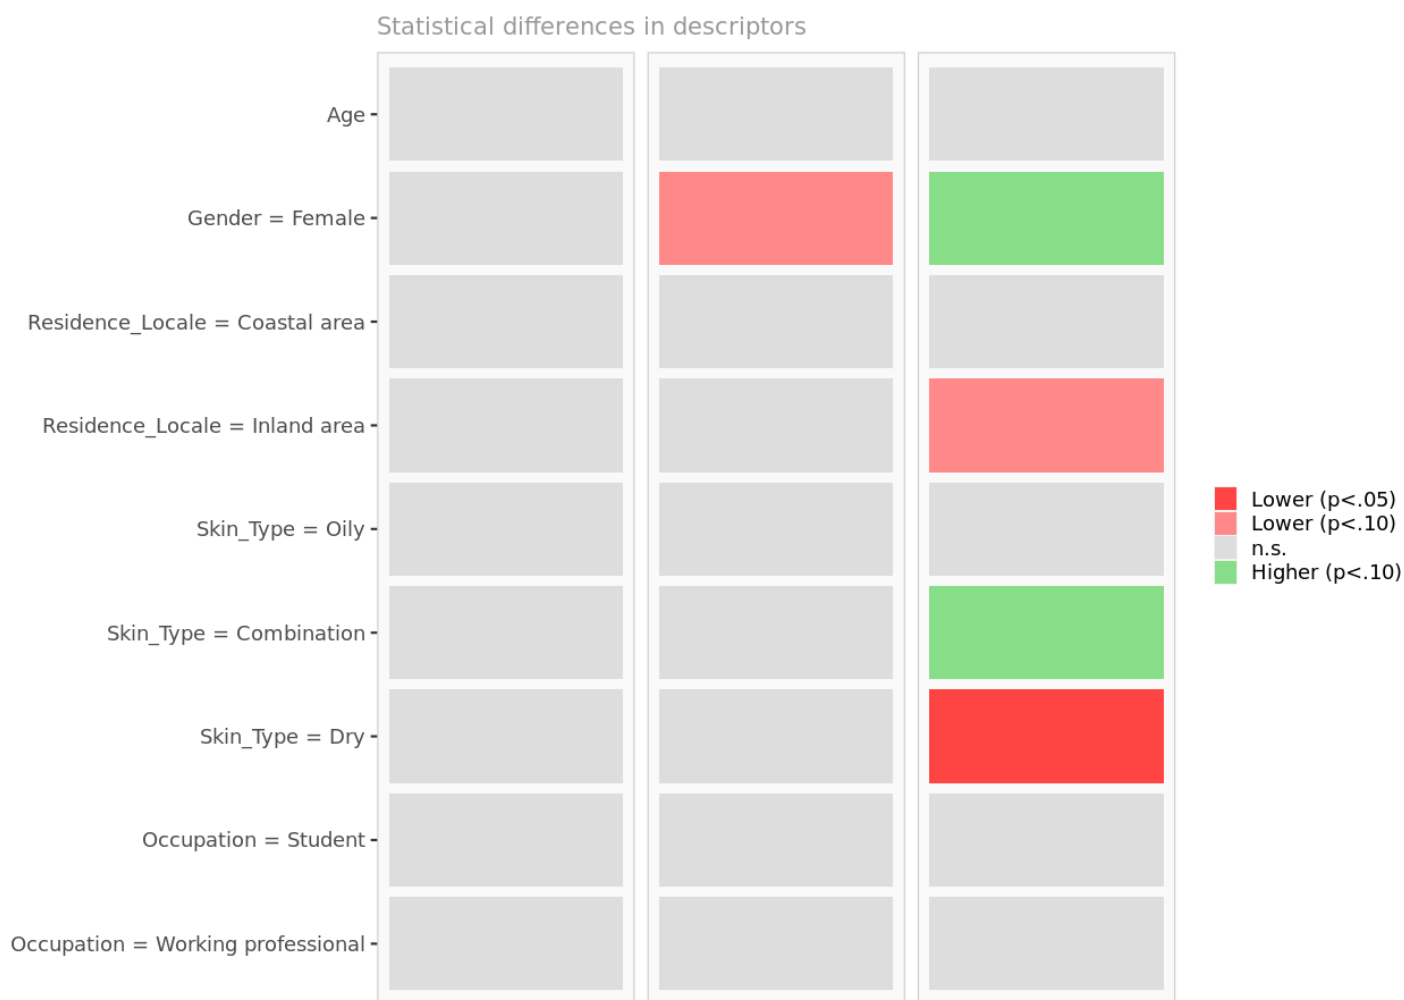 Statistical differences in descriptors
Age
Gender = Female
Residence_Locale = Coastal area
Residence_Locale = Inland area
Skin_Type = Oily
Skin_Type = Combination
Skin_Type = Dry
Occupation = Student
Occupation = Working professional
Lower (p<.05)
Lower (p<.10)
n.s.
Higher (p<.10)